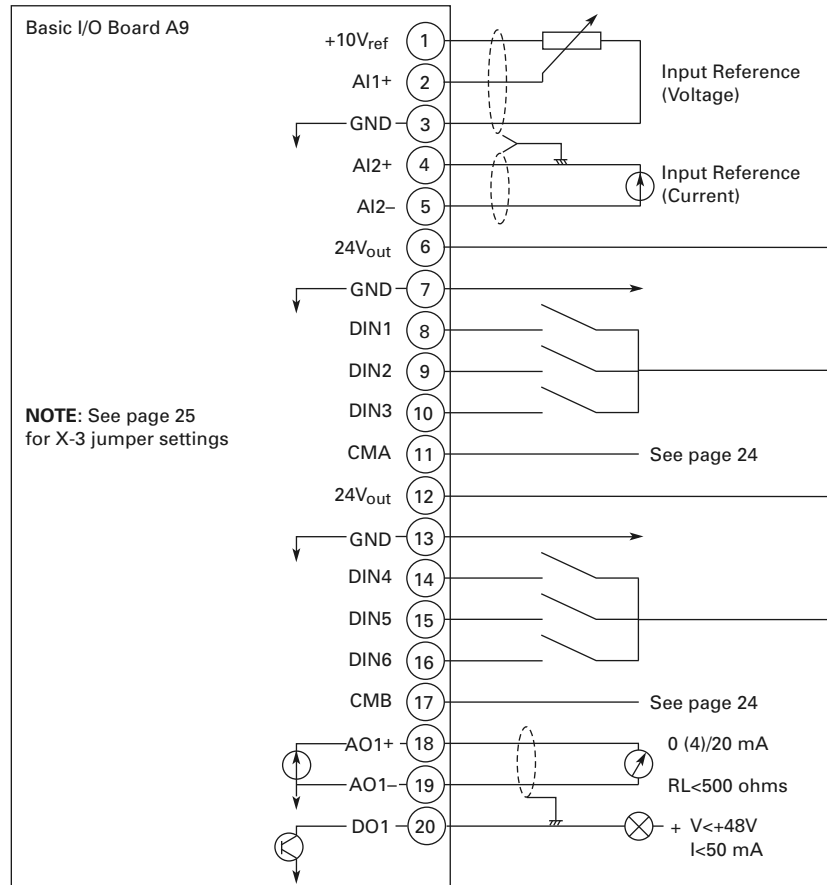 Basic I/O Board A9
+10Vref 1
AI1+ 2
Input Reference
(Voltage)
GND 3
AI2+ 4
Input Reference
(Current)
AI2– 5
24Vout 6
GND 7
DIN1 8
DIN2 9
DIN3 10
NOTE: See page 25
for X-3 jumper settings
CMA 11 See page 24
24Vout 12
GND 13
DIN4 14
DIN5 15
DIN6 16
CMB 17 See page 24
AO1+ 18 0 (4)/20 mA
AO1– 19 RL<500 ohms
DO1 20 + V<+48V
I<50 mA